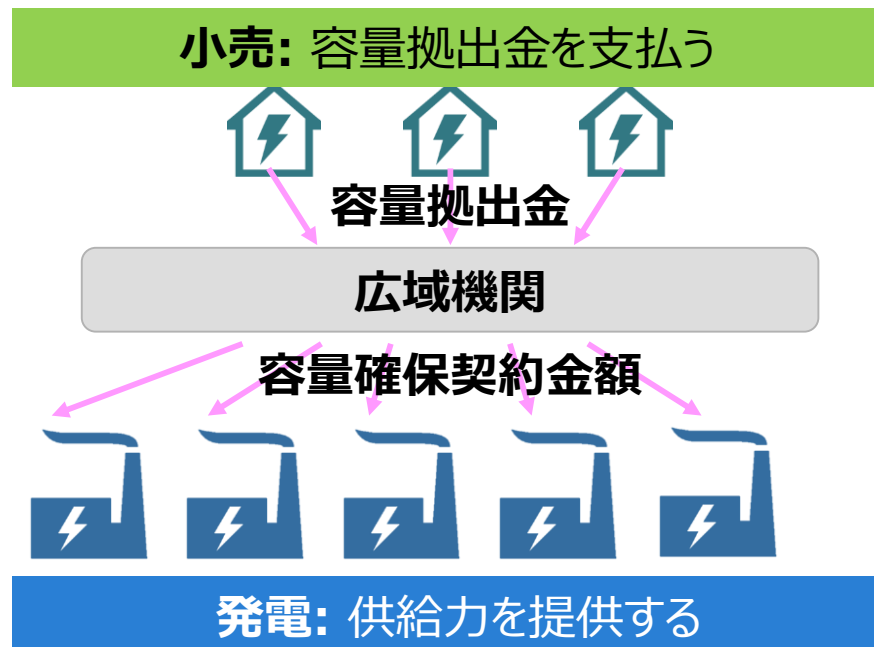 小売: 容量拠出金を支払う
容量拠出金
広域機関
容量確保契約金額
発電: 供給力を提供する